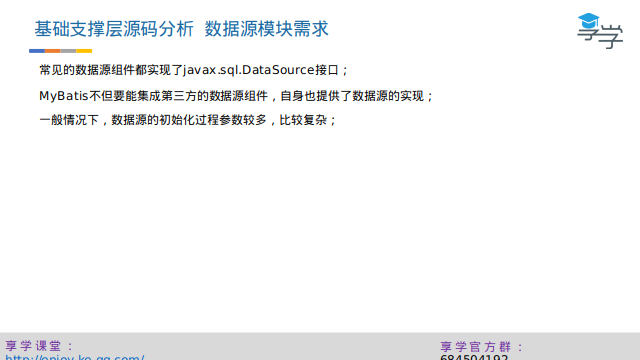 基础支撑层源码分析 数据源模块需求
享学
常见的数据源组件都实现了javax.sql.DataSource接口；
MyBatis不但要能集成第三方的数据源组件，自身也提供了数据源的实现；
一般情况下，数据源的初始化过程参数较多，比较复杂；
享学课堂：
http://enjoy.ke.qq.com/
享学官方群：
684504192